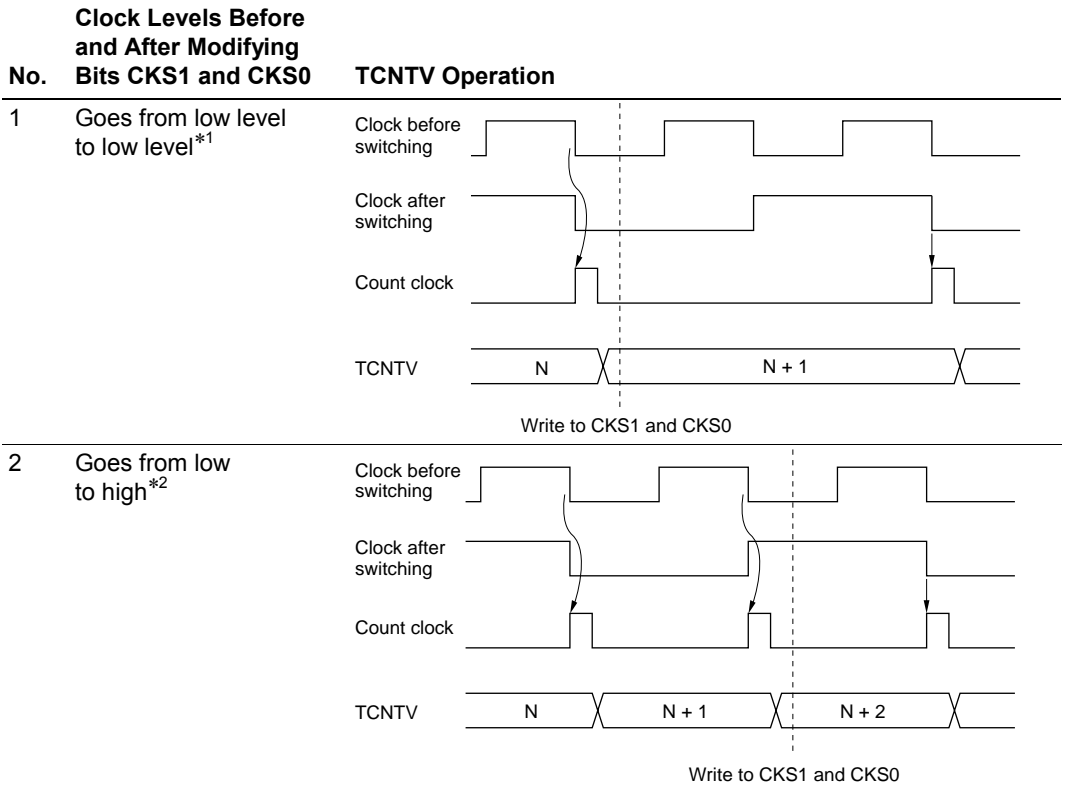 Clock Levels Before
and After Modifying
No. Bits CKS1 and CKS0 TCNTV Operation
1 Goes from low level
to low level*1
Clock before
switching
Clock after
switching
Count clock
TCNTV N N + 1
Write to CKS1 and CKS0
2 Goes from low
to high*2
Clock before
switching
Clock after
switching
Count clock
TCNTV N N + 1 N + 2
Write to CKS1 and CKS0